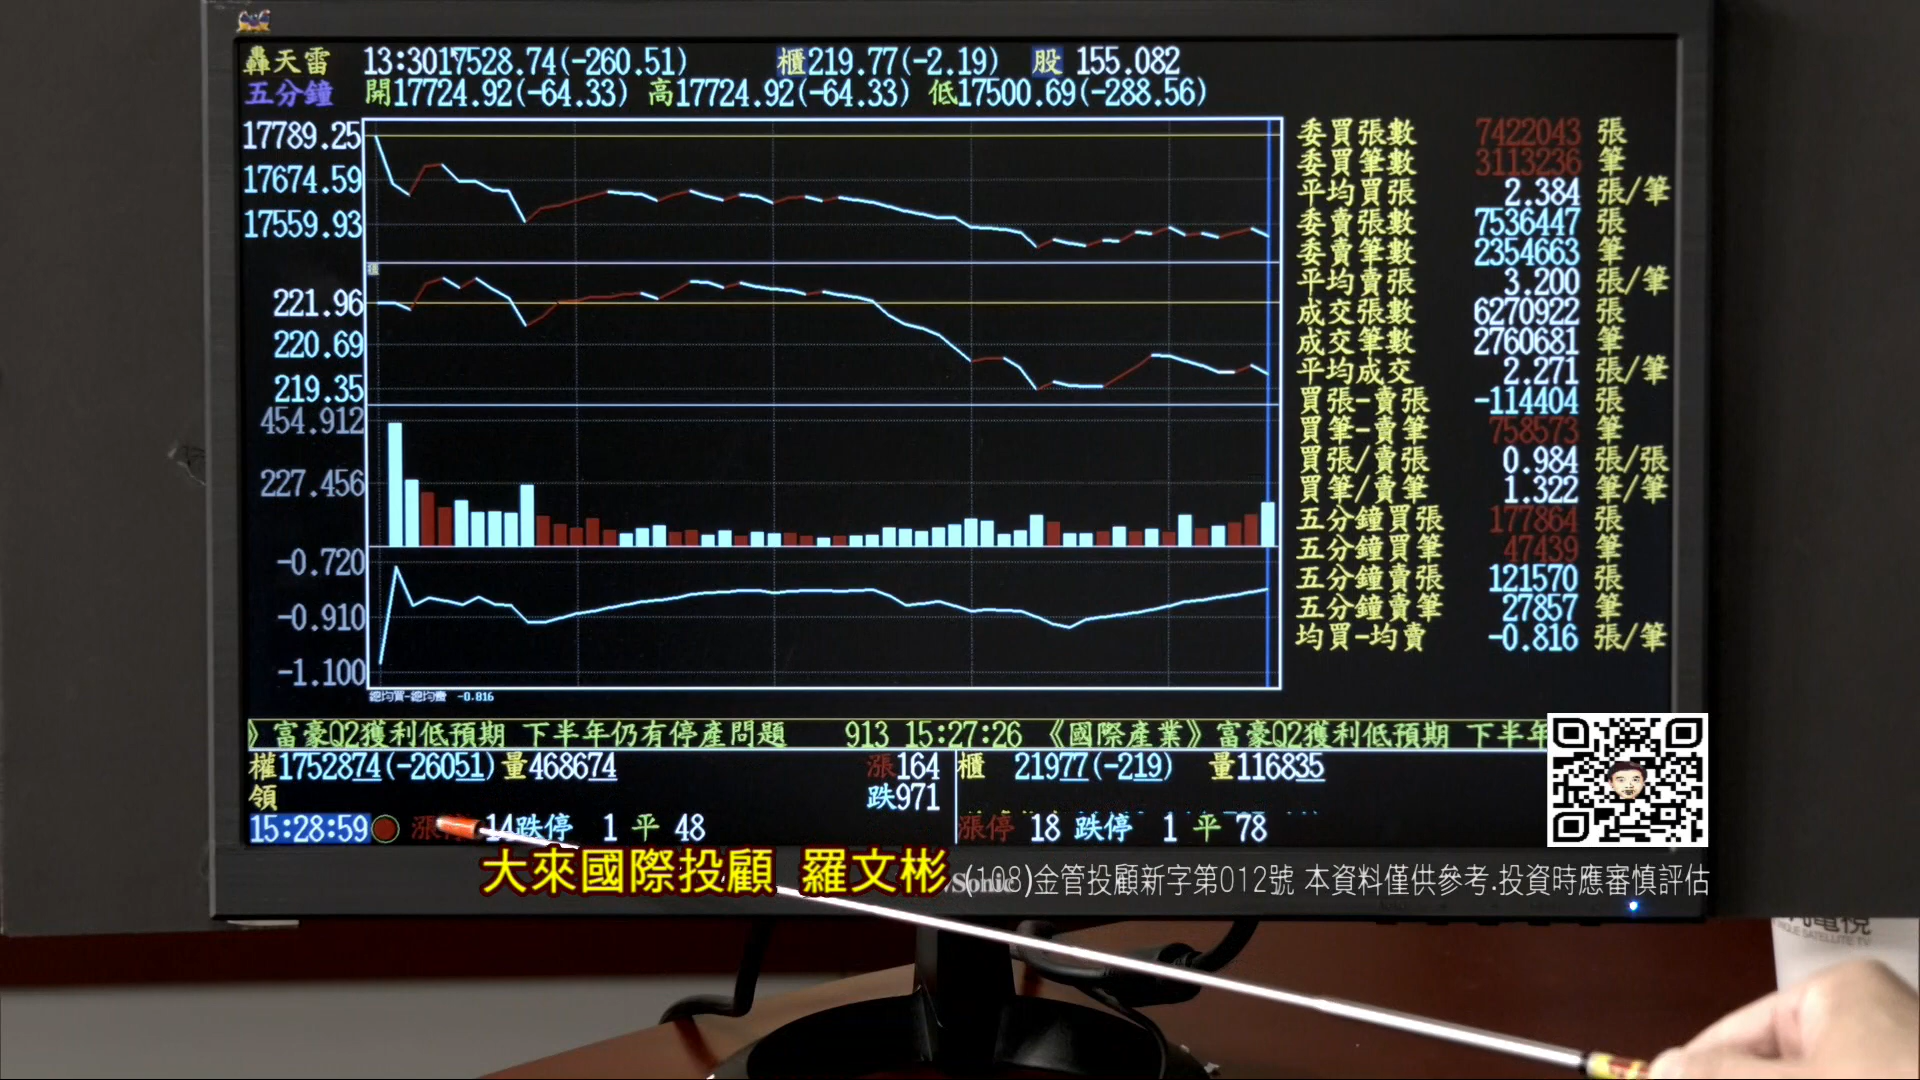 轟天雷 13:30 17528.74(-260.51) 櫃219.77(-2.19) 股 155.082
五分鐘 開17724.92(-64.33) 高17724.92(-64.33) 低17500.69(-288.56)
17789.25
17674.59
17559.93
221.96
220.69
219.35
454.912
227.456
-0.720
-0.910
-1.100
總均買-總均賣 -0.816
委買張數 7422043 張
委買筆數 3113236 筆
平均買張 2.384 張/筆
委賣張數 7536447 張
委賣筆數 2354663 筆
平均賣張 3.200 張/筆
成交張數 6270922 張
成交筆數 2760681 筆
平均成交 2.271 張/筆
買張-賣張 -114404 張
買筆-賣筆 758573 筆
買張/賣張 0.984 張/張
買筆/賣筆 1.322 筆/筆
五分鐘買張 177864 張
五分鐘買筆 47439 筆
五分鐘賣張 121570 張
五分鐘賣筆 27857 筆
均買-均賣 -0.816 張/筆
》富豪Q2獲利低預期 下半年仍有停產問題 913 15:27:26 《國際產業》富豪Q2獲利低預期 下半年
權1752874(-26051)量468674 漲164 櫃 21977(-219) 量116835
領 跌971
15:28:59 漲停 14跌停 1 平 48 漲停 18 跌停 1 平 78
大來國際投顧 羅文彬 (108)金管投顧新字第012號 本資料僅供參考.投資時應審慎評估
Sonic
電視
SATELLITE TV